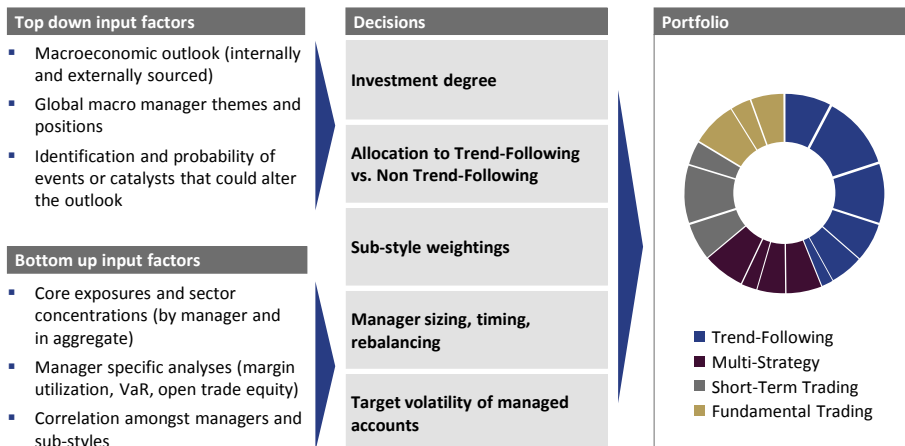 Top down input factors
Macroeconomic outlook (internally
and externally sourced)
Global macro manager themes and
positions
Identification and probability of
events or catalysts that could alter
the outlook
Bottom up input factors
Core exposures and sector
concentrations (by manager and
in aggregate)
Manager specific analyses (margin
utilization, VaR, open trade equity)
Correlation amongst managers and
sub-styles
Decisions
Investment degree
Allocation to Trend-Following
vs. Non Trend-Following
Sub-style weightings
Manager sizing, timing,
rebalancing
Target volatility of managed
accounts
Portfolio
Trend-Following
Multi-Strategy
Short-Term Trading
Fundamental Trading